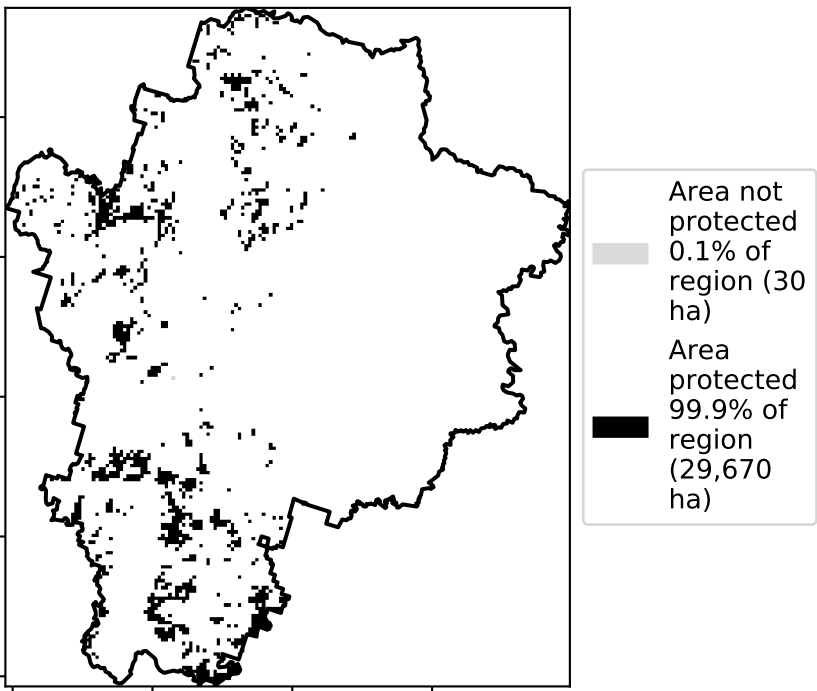 Area not
protected
0.1% of
region (30
ha)
Area
protected
99.9% of
region
(29,670
ha)